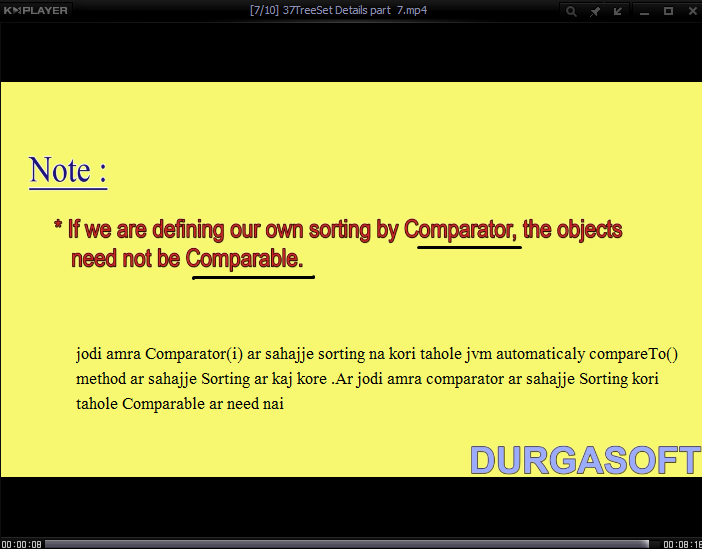 KMPLAYER
[7/10] 37TreeSet Details part 7.mp4
Note :
* If we are defining our own sorting by Comparator, the objects
need not be Comparable.
jodi amra Comparator(i) ar sahajje sorting na kori tahole jvm automaticaly compareTo()
method ar sahajje Sorting ar kaj kore .Ar jodi amra comparator ar sahajje Sorting kori
tahole Comparable ar need nai
DURGASOFT
00:00:08
00:08:16